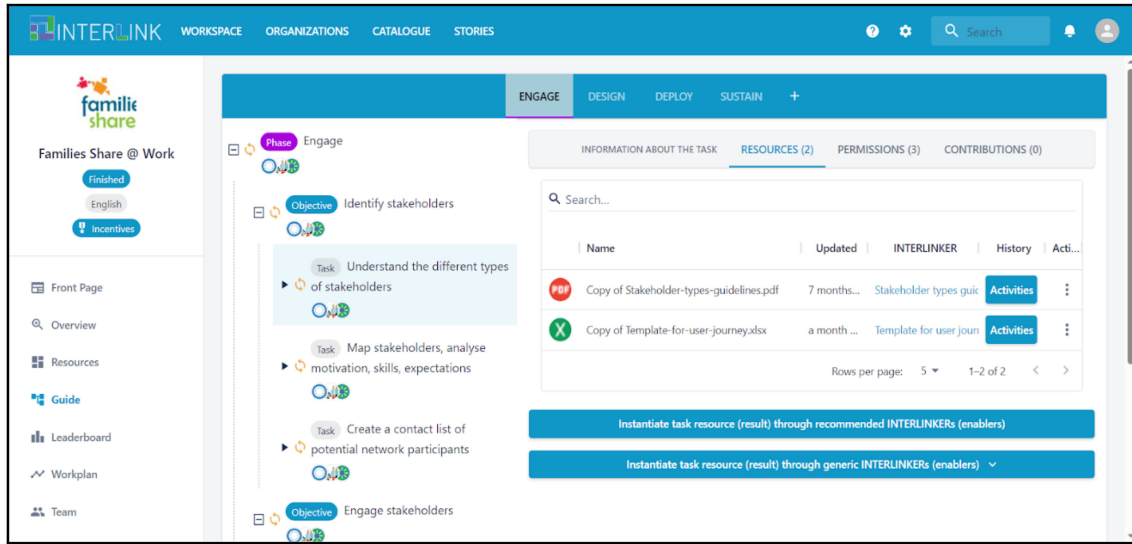 INTERLINK WORKSPACE ORGANIZATIONS CATALOGUE STORIES Search
familie
share
Families Share @ Work
Finished
English
Incentives
Front Page
Overview
Resources
Guide
Leaderboard
Workplan
Team
ENGAGE DESIGN DEPLOY SUSTAIN +
Phase Engage
Objective Identify stakeholders
Task Understand the different types
of stakeholders
Task Map stakeholders, analyse
motivation, skills, expectations
Task Create a contact list of
potential network participants
Objective Engage stakeholders
INFORMATION ABOUT THE TASK RESOURCES (2) PERMISSIONS (3) CONTRIBUTIONS (0)
Search...
Name Updated INTERLINKER History Acti...
PDF Copy of Stakeholder-types-guidelines.pdf 7 months... Stakeholder types guic Activities
X Copy of Template-for-user-journey.xlsx a month ... Template for user journ Activities
Rows per page: 5 1–2 of 2
Instantiate task resource (result) through recommended INTERLINKERs (enablers)
Instantiate task resource (result) through generic INTERLINKERs (enablers)